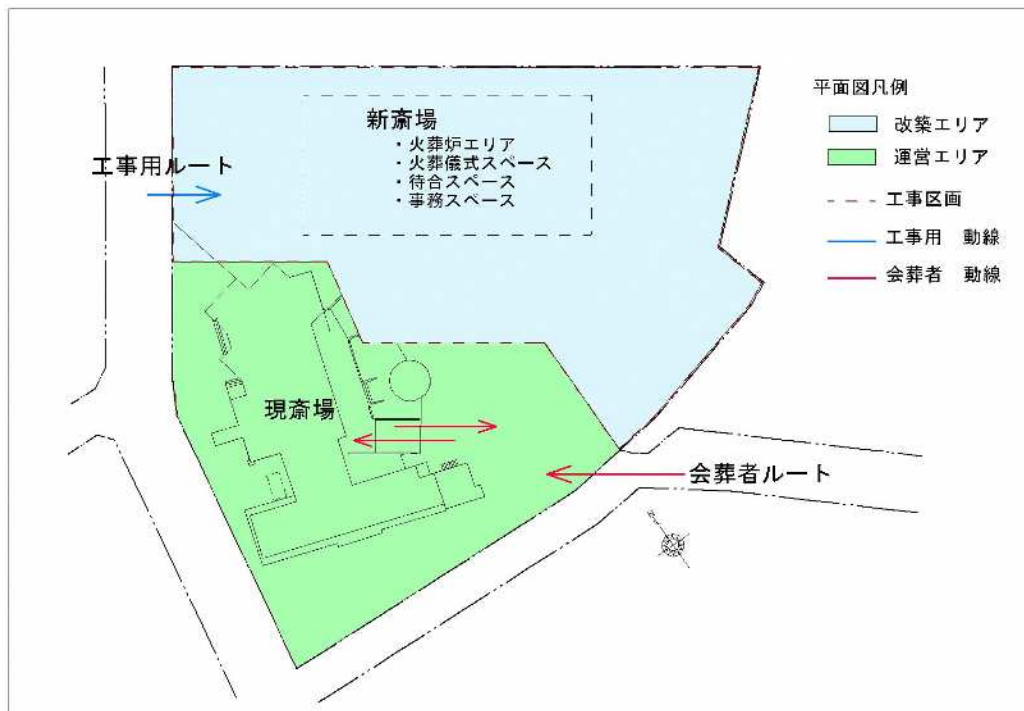 平面図凡例
改築エリア
運営エリア
工事区画
工事用　動線
会葬者　動線
新斎場
・火葬炉エリア
・火葬儀式スペース
・待合スペース
・事務スペース
工事用ルート
現斎場
会葬者ルート